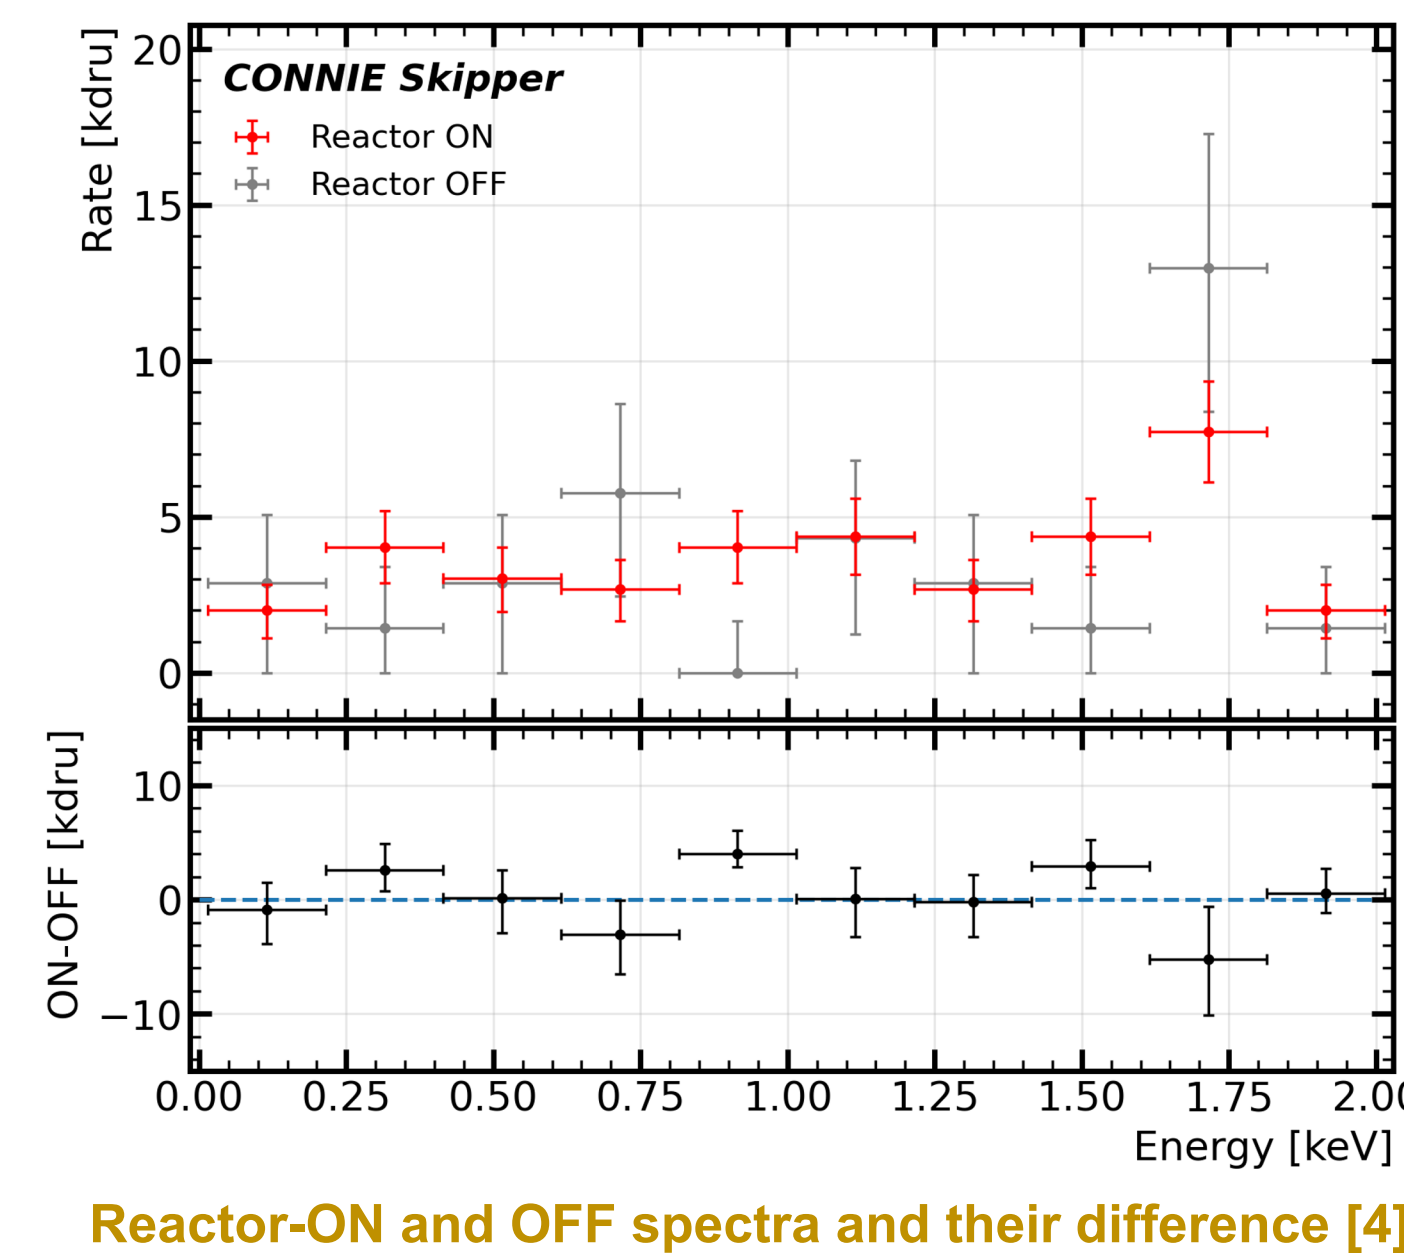 Rate [kdru]
20
15
10
5
0
CONNIE Skipper
Reactor ON
Reactor OFF
ON-OFF [kdru]
10
0
−10
0.00 0.25 0.50 0.75 1.00 1.25 1.50 1.75 2.00
Energy [keV]
Reactor-ON and OFF spectra and their difference [4]